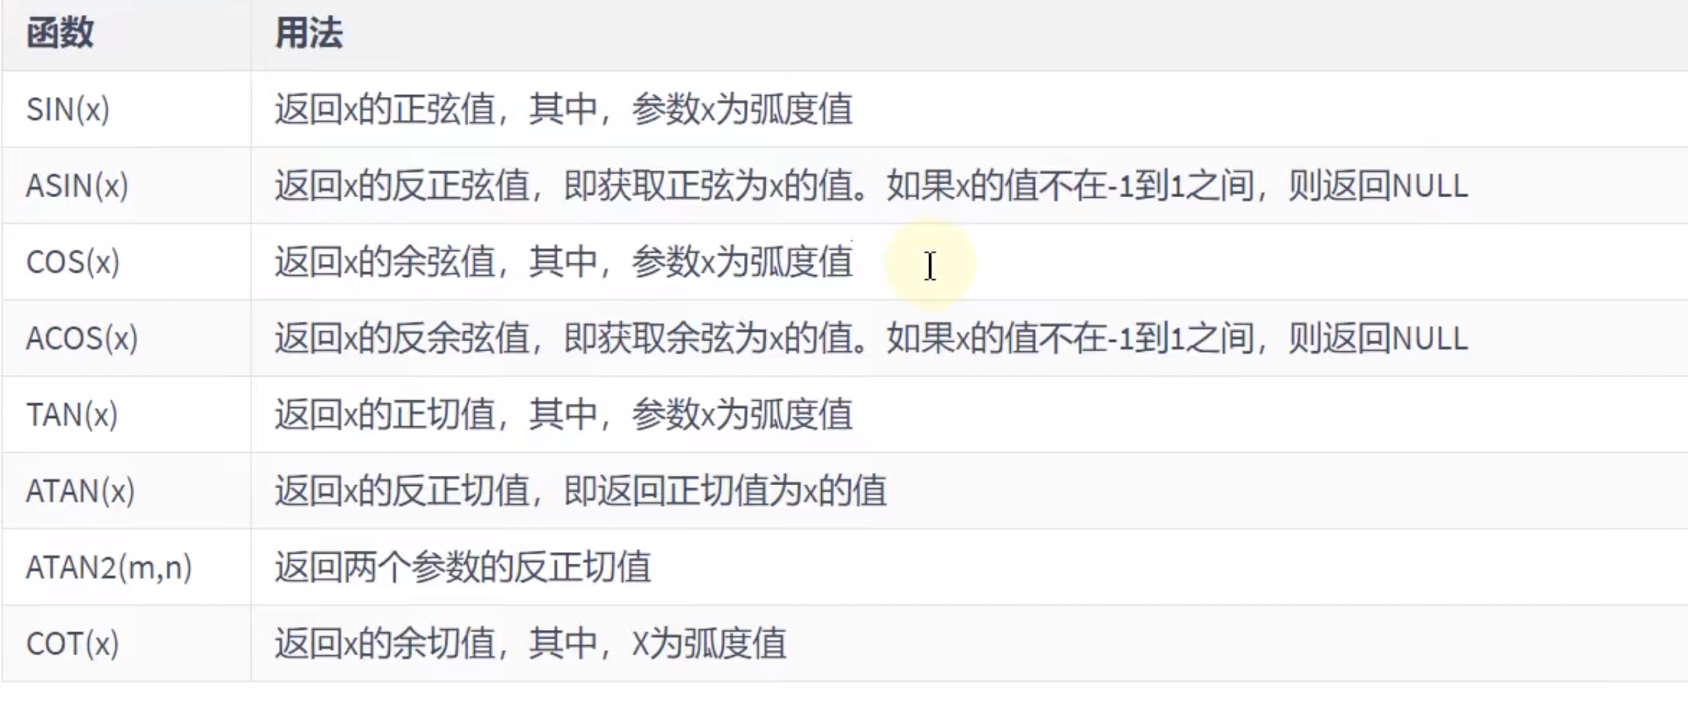 函数 用法
SIN(x) 返回x的正弦值，其中，参数x为弧度值
ASIN(x) 返回x的反正弦值，即获取正弦为x的值。如果x的值不在-1到1之间，则返回NULL
COS(x) 返回x的余弦值，其中，参数x为弧度值
ACOS(x) 返回x的反余弦值，即获取余弦为x的值。如果x的值不在-1到1之间，则返回NULL
TAN(x) 返回x的正切值，其中，参数x为弧度值
ATAN(x) 返回x的反正切值，即返回正切值为x的值
ATAN2(m,n) 返回两个参数的反正切值
COT(x) 返回x的余切值，其中，X为弧度值